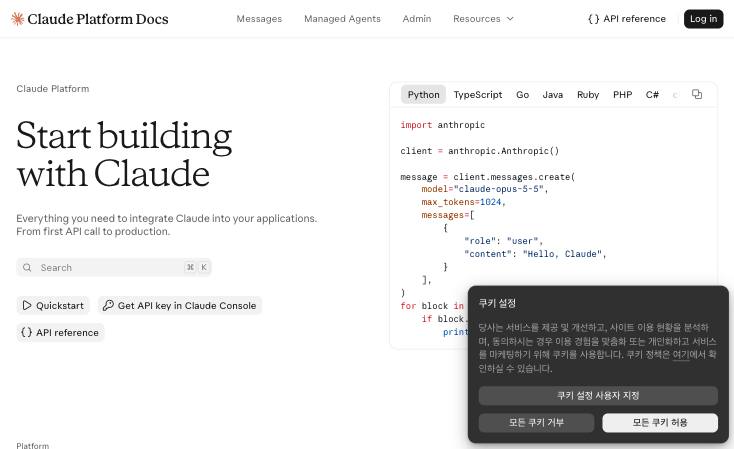 Claude Platform Docs
Messages
Managed Agents
Admin
Resources
{} API reference
Log in
Claude Platform
Start building
with Claude
Everything you need to integrate Claude into your applications.
From first API call to production.
Search
⌘ K
Quickstart
Get API key in Claude Console
{} API reference
Python TypeScript Go Java Ruby PHP C# c
import anthropic
client = anthropic.Anthropic()
message = client.messages.create(
    model="claude-opus-5-5",
    max_tokens=1024,
    messages=[
        {
            "role": "user",
            "content": "Hello, Claude",
        }
    ],
)
for block in
    if block.
        print
쿠키 설정
당사는 서비스를 제공 및 개선하고, 사이트 이용 현황을 분석하
며, 동의하시는 경우 이용 경험을 맞춤화 또는 개인화하고 서비스
를 마케팅하기 위해 쿠키를 사용합니다. 쿠키 정책은 여기에서 확
인하실 수 있습니다.
쿠키 설정 사용자 지정
모든 쿠키 거부
모든 쿠키 허용
Platform